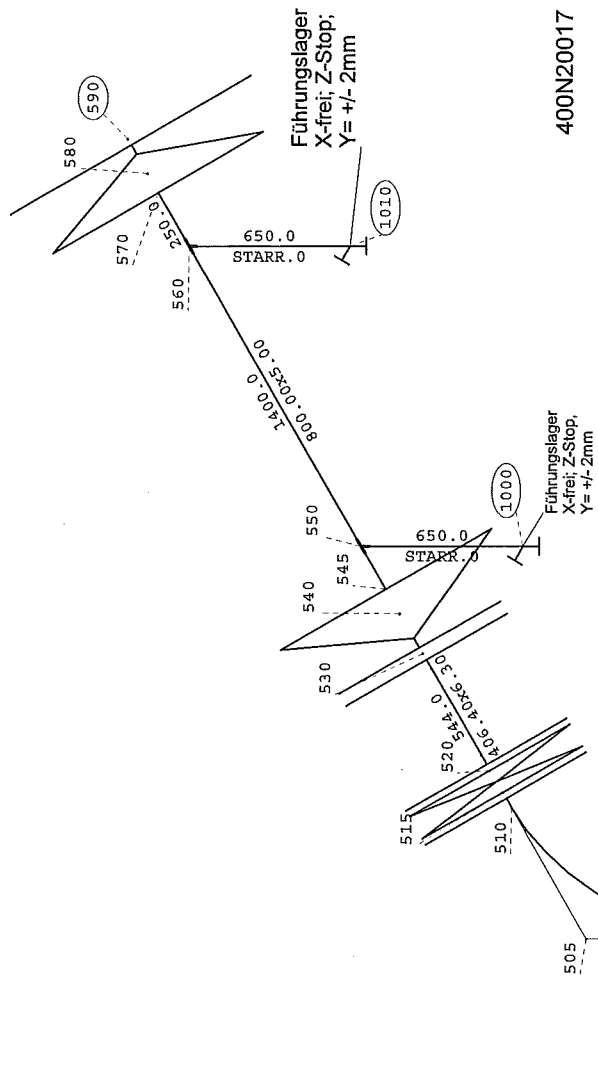 590
580
Führungslager
X-frei; Z-Stop;
Y= +/- 2mm
400N20017
570
250.0
560
650.0
STARR.0
1010
1400.0
800.00x5.00
550
545
540
650.0
STARR.0
1000
Führungslager
X-frei; Z-Stop,
Y= +/- 2mm
530
544.0
406.40x6.30
520
515
510
505